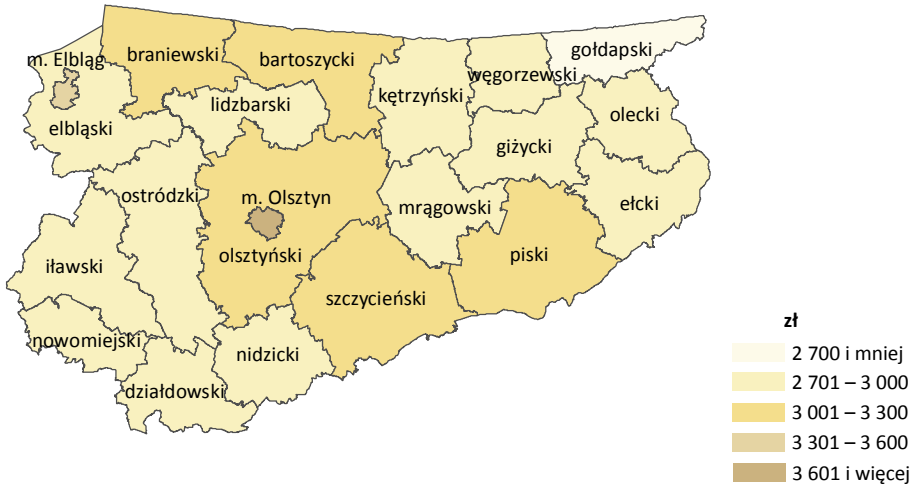 gołdapski
m. Elbląg
braniewski
bartoszycki
węgorzewski
kętrzyński
lidzbarski
olecki
elbląski
giżycki
ostródzki
m. Olsztyn
mrągowski
ełcki
olsztyński
piski
iławski
szczycieński
nowomiejski
nidzicki
działdowski
zł
2 700 i mniej
2 701 – 3 000
3 001 – 3 300
3 301 – 3 600
3 601 i więcej